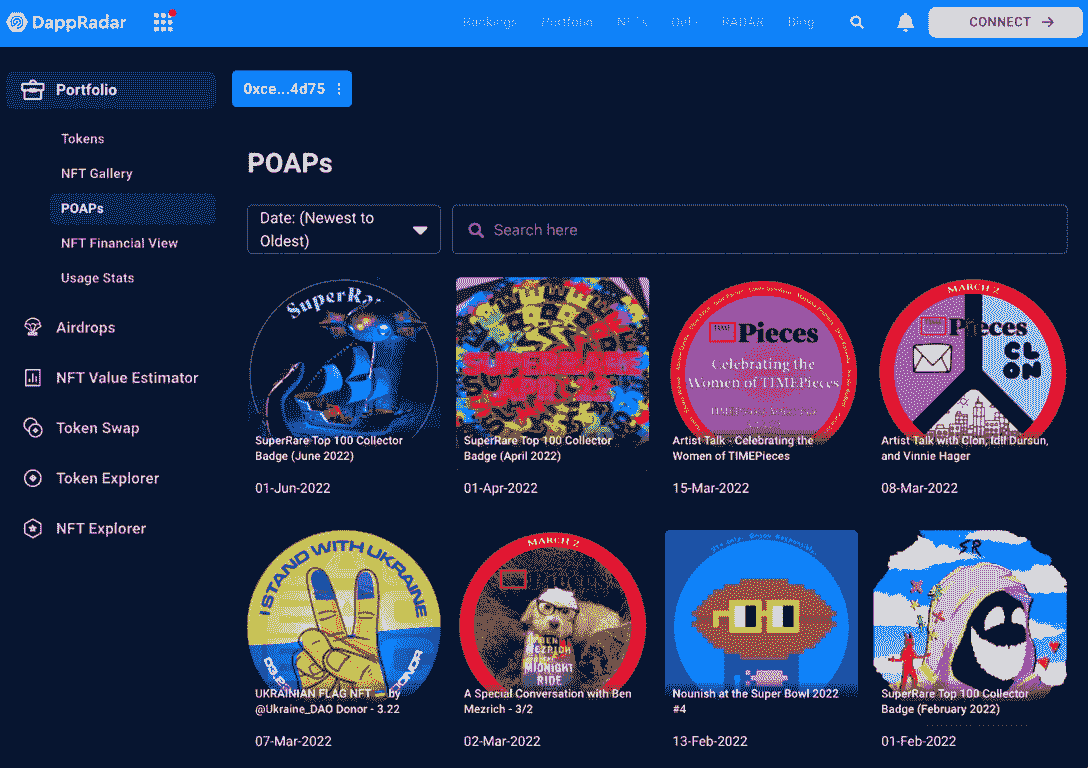 DappRadar
Rankings Portfolio NFTs DeFi RADAR Blog
CONNECT →
Portfolio
0xce...4d75
Tokens
NFT Gallery
POAPs
NFT Financial View
Usage Stats
Airdrops
NFT Value Estimator
Token Swap
Token Explorer
NFT Explorer
POAPs
Date: (Newest to
Oldest)
Search here
SuperRar
SuperRare Top 100 Collector
Badge (June 2022)
01-Jun-2022
SuperRare Top 100 Collector
Badge (April 2022)
01-Apr-2022
Pieces
Celebrating the
Women of TIMEPieces
Artist Talk - Celebrating the
Women of TIMEPieces
15-Mar-2022
MARCH 2
Pieces
CLON
Artist Talk with Clon, Idil Dursun,
and Vinnie Hager
08-Mar-2022
I STAND WITH UKRAINE
DONOR
UKRAINIAN FLAG NFT — by
@Ukraine_DAO Donor - 3.22
07-Mar-2022
MARCH 2
BEN
MEZRICH
MIDNIGHT
RIDE
A Special Conversation with Ben
Mezrich - 3/2
02-Mar-2022
Nounish at the Super Bowl 2022
#4
13-Feb-2022
SR
SuperRare Top 100 Collector
Badge (February 2022)
01-Feb-2022